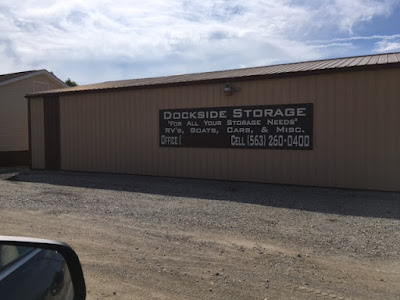 DOCKSIDE STORAGE
"FOR ALL YOUR STORAGE NEEDS"
RV'S, BOATS, CARS, & MISC.
OFFICE ( CELL (563) 260-0400